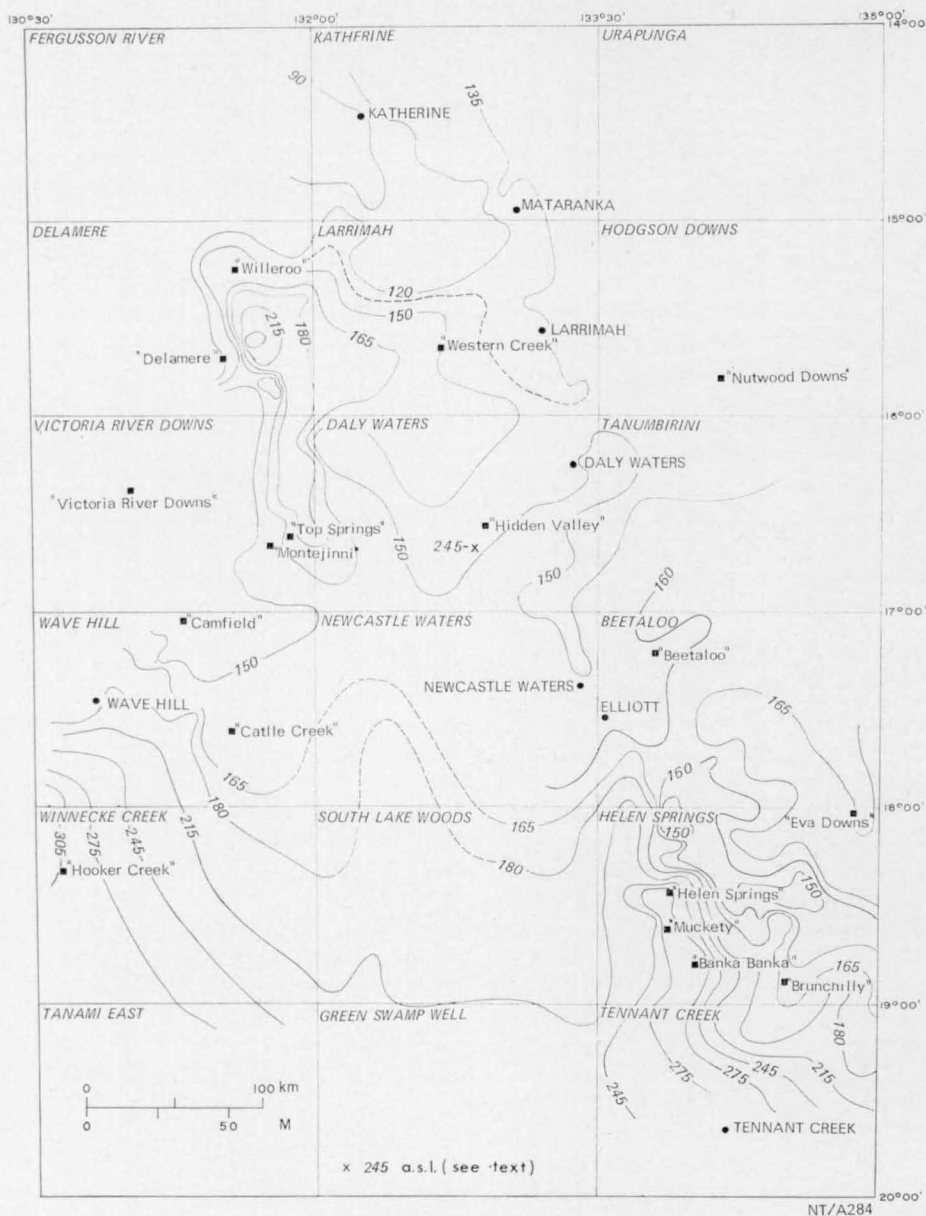 130°30' 132°00' 133°30' 135°00'
14°00'
FERGUSSON RIVER KATHERINE URAPUNGA
90
135
KATHERINE
MATARANKA
15°00'
DELAMERE LARRIMAH HODGSON DOWNS
"Willeroo"
120
150
215
180
165
LARRIMAH
"Western Creek"
"Delamere"
"Nutwood Downs"
16°00'
VICTORIA RIVER DOWNS DALY WATERS TANUMBIRINI
DALY WATERS
"Victoria River Downs"
"Top Springs"
"Hidden Valley"
"Montejinni"
245-x
150
150
160
17°00'
WAVE HILL NEWCASTLE WATERS BEETALOO
"Camfield"
"Beetaloo"
150
NEWCASTLE WATERS
165
WAVE HILL
ELLIOTT
"Catlle Creek"
165
160
180
18°00'
WINNECKE CREEK SOUTH LAKE WOODS HELEN SPRINGS
165
"Eva Downs"
215
150
305
275
245
180
"Hooker Creek"
150
"Helen Springs"
"Muckety"
"Banka Banka"
165
"Brunchilly"
19°00'
TANAMI EAST GREEN SWAMP WELL TENNANT CREEK
180
245
275
275
245
215
0 100 km
0 50 M
TENNANT CREEK
x 245 a.s.l. (see text)
20°00'
NT/A284